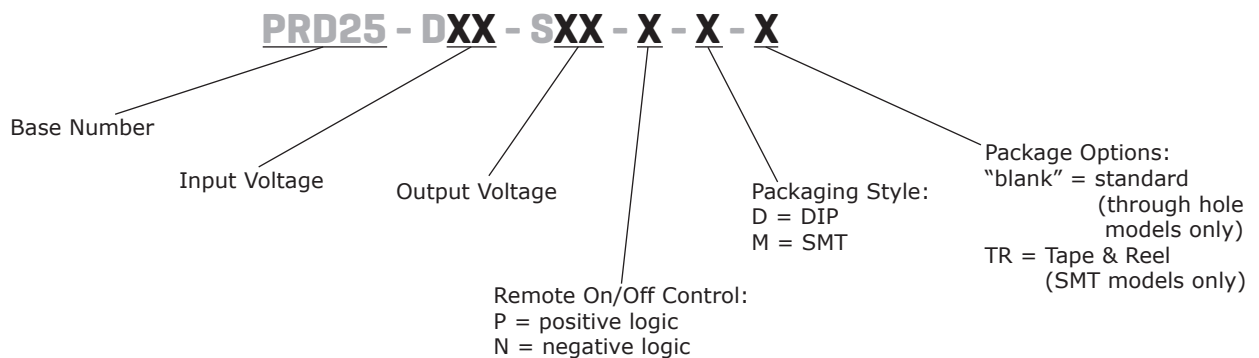 PRD25 - DXX - SXX - X - X - X
Base Number
Input Voltage
Output Voltage
Remote On/Off Control:
P = positive logic
N = negative logic
Packaging Style:
D = DIP
M = SMT
Package Options:
“blank” = standard
(through hole
models only)
TR = Tape & Reel
(SMT models only)